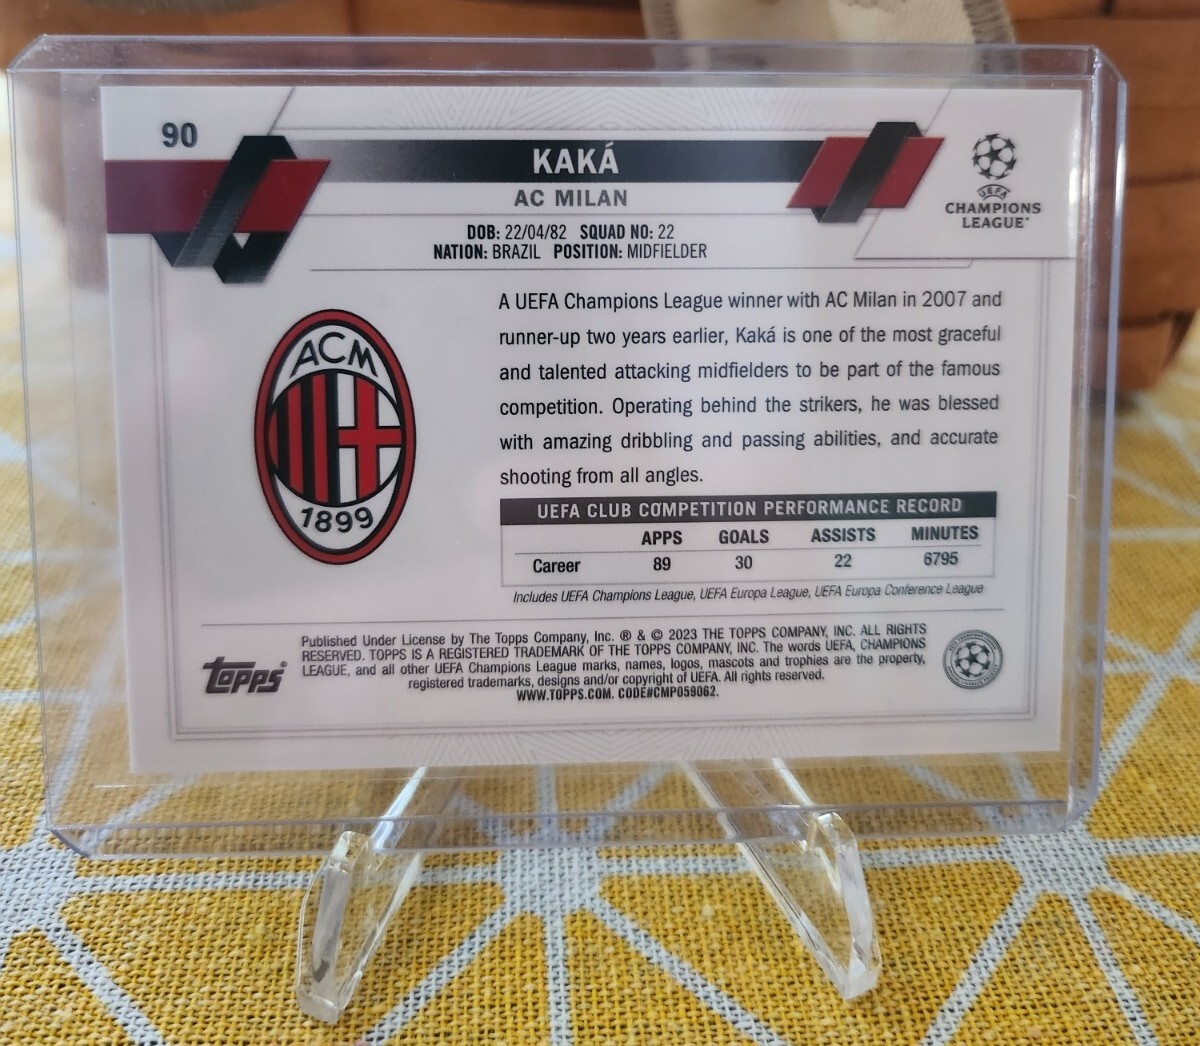 90
KAKÁ
AC MILAN
DOB: 22/04/82 SQUAD NO: 22
NATION: BRAZIL POSITION: MIDFIELDER
UEFA
CHAMPIONS
LEAGUE
ACM
1899
A UEFA Champions League winner with AC Milan in 2007 and
runner-up two years earlier, Kaká is one of the most graceful
and talented attacking midfielders to be part of the famous
competition. Operating behind the strikers, he was blessed
with amazing dribbling and passing abilities, and accurate
shooting from all angles.
UEFA CLUB COMPETITION PERFORMANCE RECORD
APPS GOALS ASSISTS MINUTES
Career 89 30 22 6795
Includes UEFA Champions League, UEFA Europa League, UEFA Europa Conference League
topps
Published Under License by The Topps Company, Inc. ® & © 2023 THE TOPPS COMPANY, INC. ALL RIGHTS
RESERVED. TOPPS IS A REGISTERED TRADEMARK OF THE TOPPS COMPANY, INC. The words UEFA, CHAMPIONS
LEAGUE, and all other UEFA Champions League marks, names, logos, mascots and trophies are the property,
registered trademarks, designs and/or copyright of UEFA. All rights reserved.
WWW.TOPPS.COM. CODE#CMP059062.